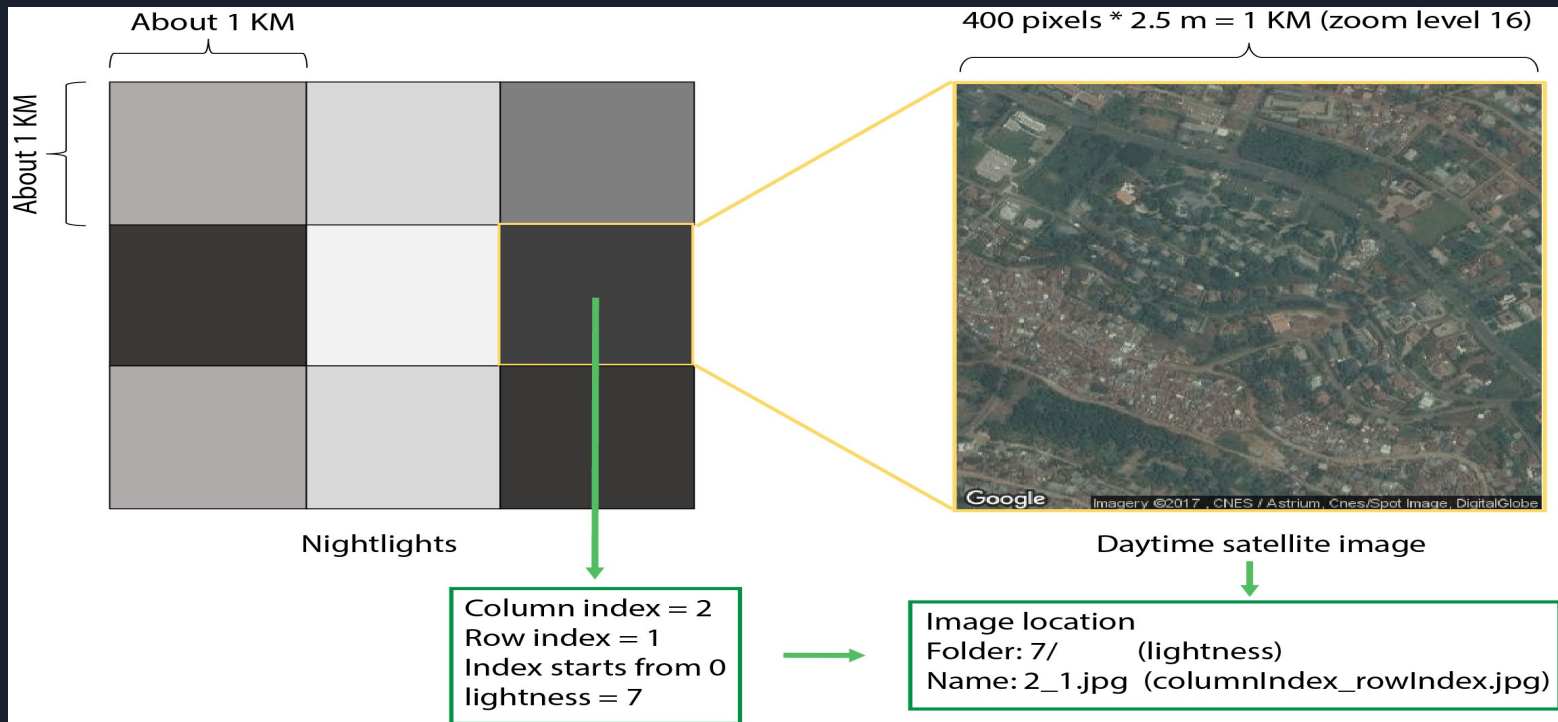 About 1 KM
400 pixels * 2.5 m = 1 KM (zoom level 16)
About 1 KM
Google
Imagery ©2017 , CNES / Astrium, Cnes/Spot Image, DigitalGlobe
Nightlights
Daytime satellite image
Column index = 2
Row index = 1
Index starts from 0
lightness = 7
Image location
Folder: 7/ (lightness)
Name: 2_1.jpg (columnIndex_rowIndex.jpg)